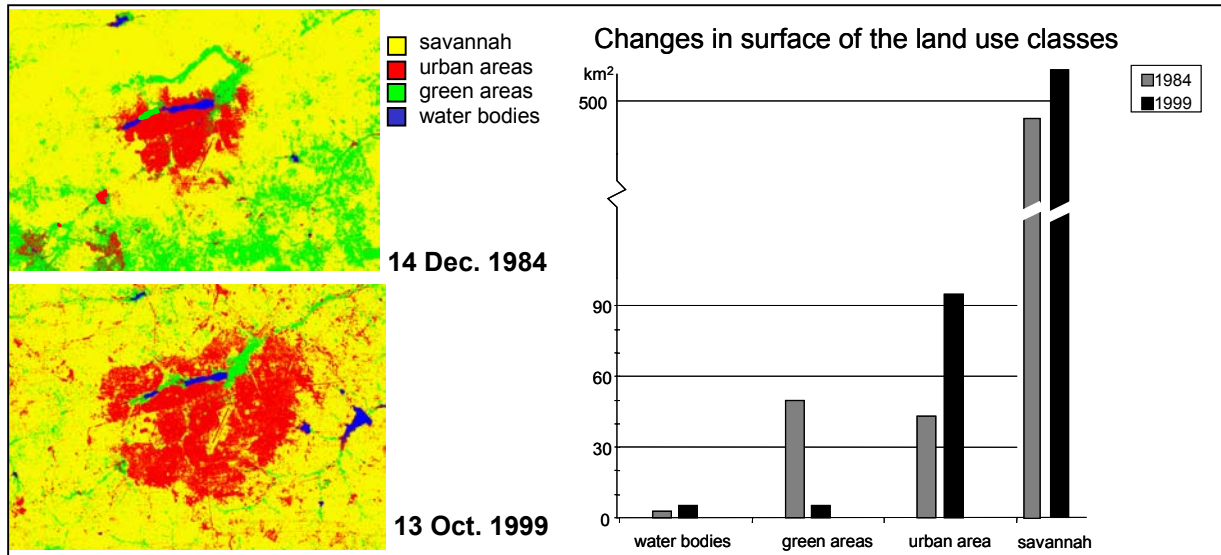 savannah
urban areas
green areas
water bodies
14 Dec. 1984
13 Oct. 1999
Changes in surface of the land use classes
km²
1984
1999
500
90
60
30
0
water bodies
green areas
urban area
savannah